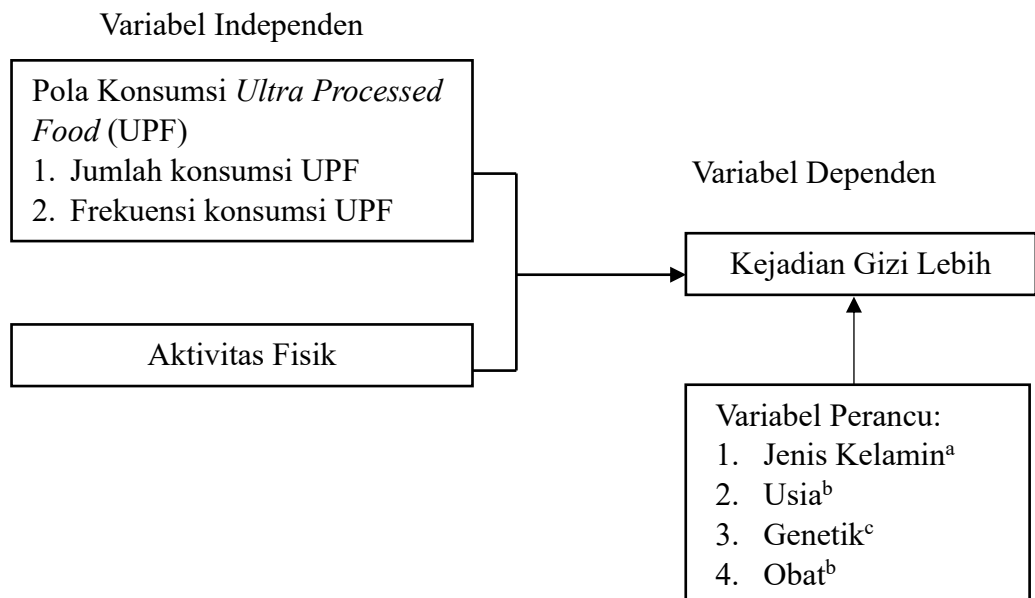 Variabel Independen
Pola Konsumsi Ultra Processed
Food (UPF)
1. Jumlah konsumsi UPF
2. Frekuensi konsumsi UPF
Aktivitas Fisik
Variabel Dependen
Kejadian Gizi Lebih
Variabel Perancu:
1. Jenis Kelaminᵃ
2. Usiaᵇ
3. Genetikᶜ
4. Obatᵇ